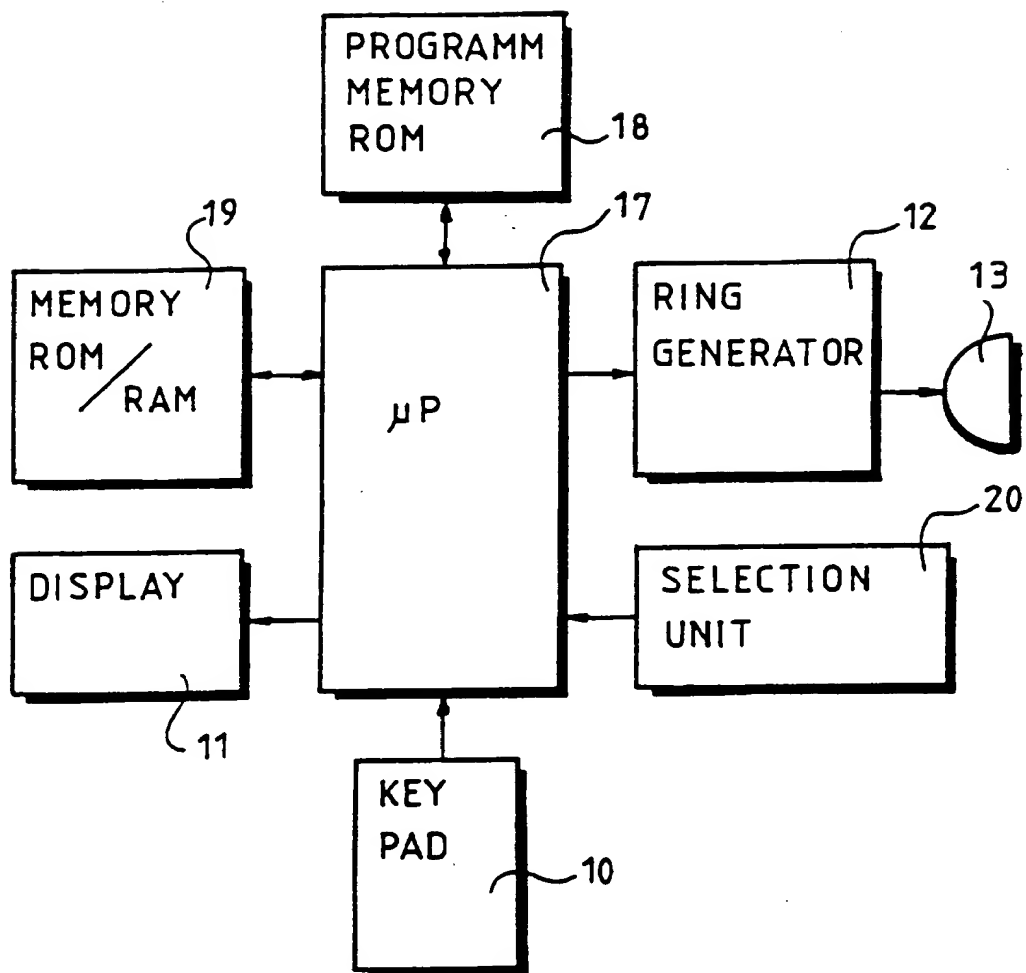 PROGRAMM
MEMORY
ROM
18
19
17
12
13
MEMORY
ROM
/ RAM
RING
GENERATOR
µP
20
DISPLAY
SELECTION
UNIT
11
KEY
PAD
10